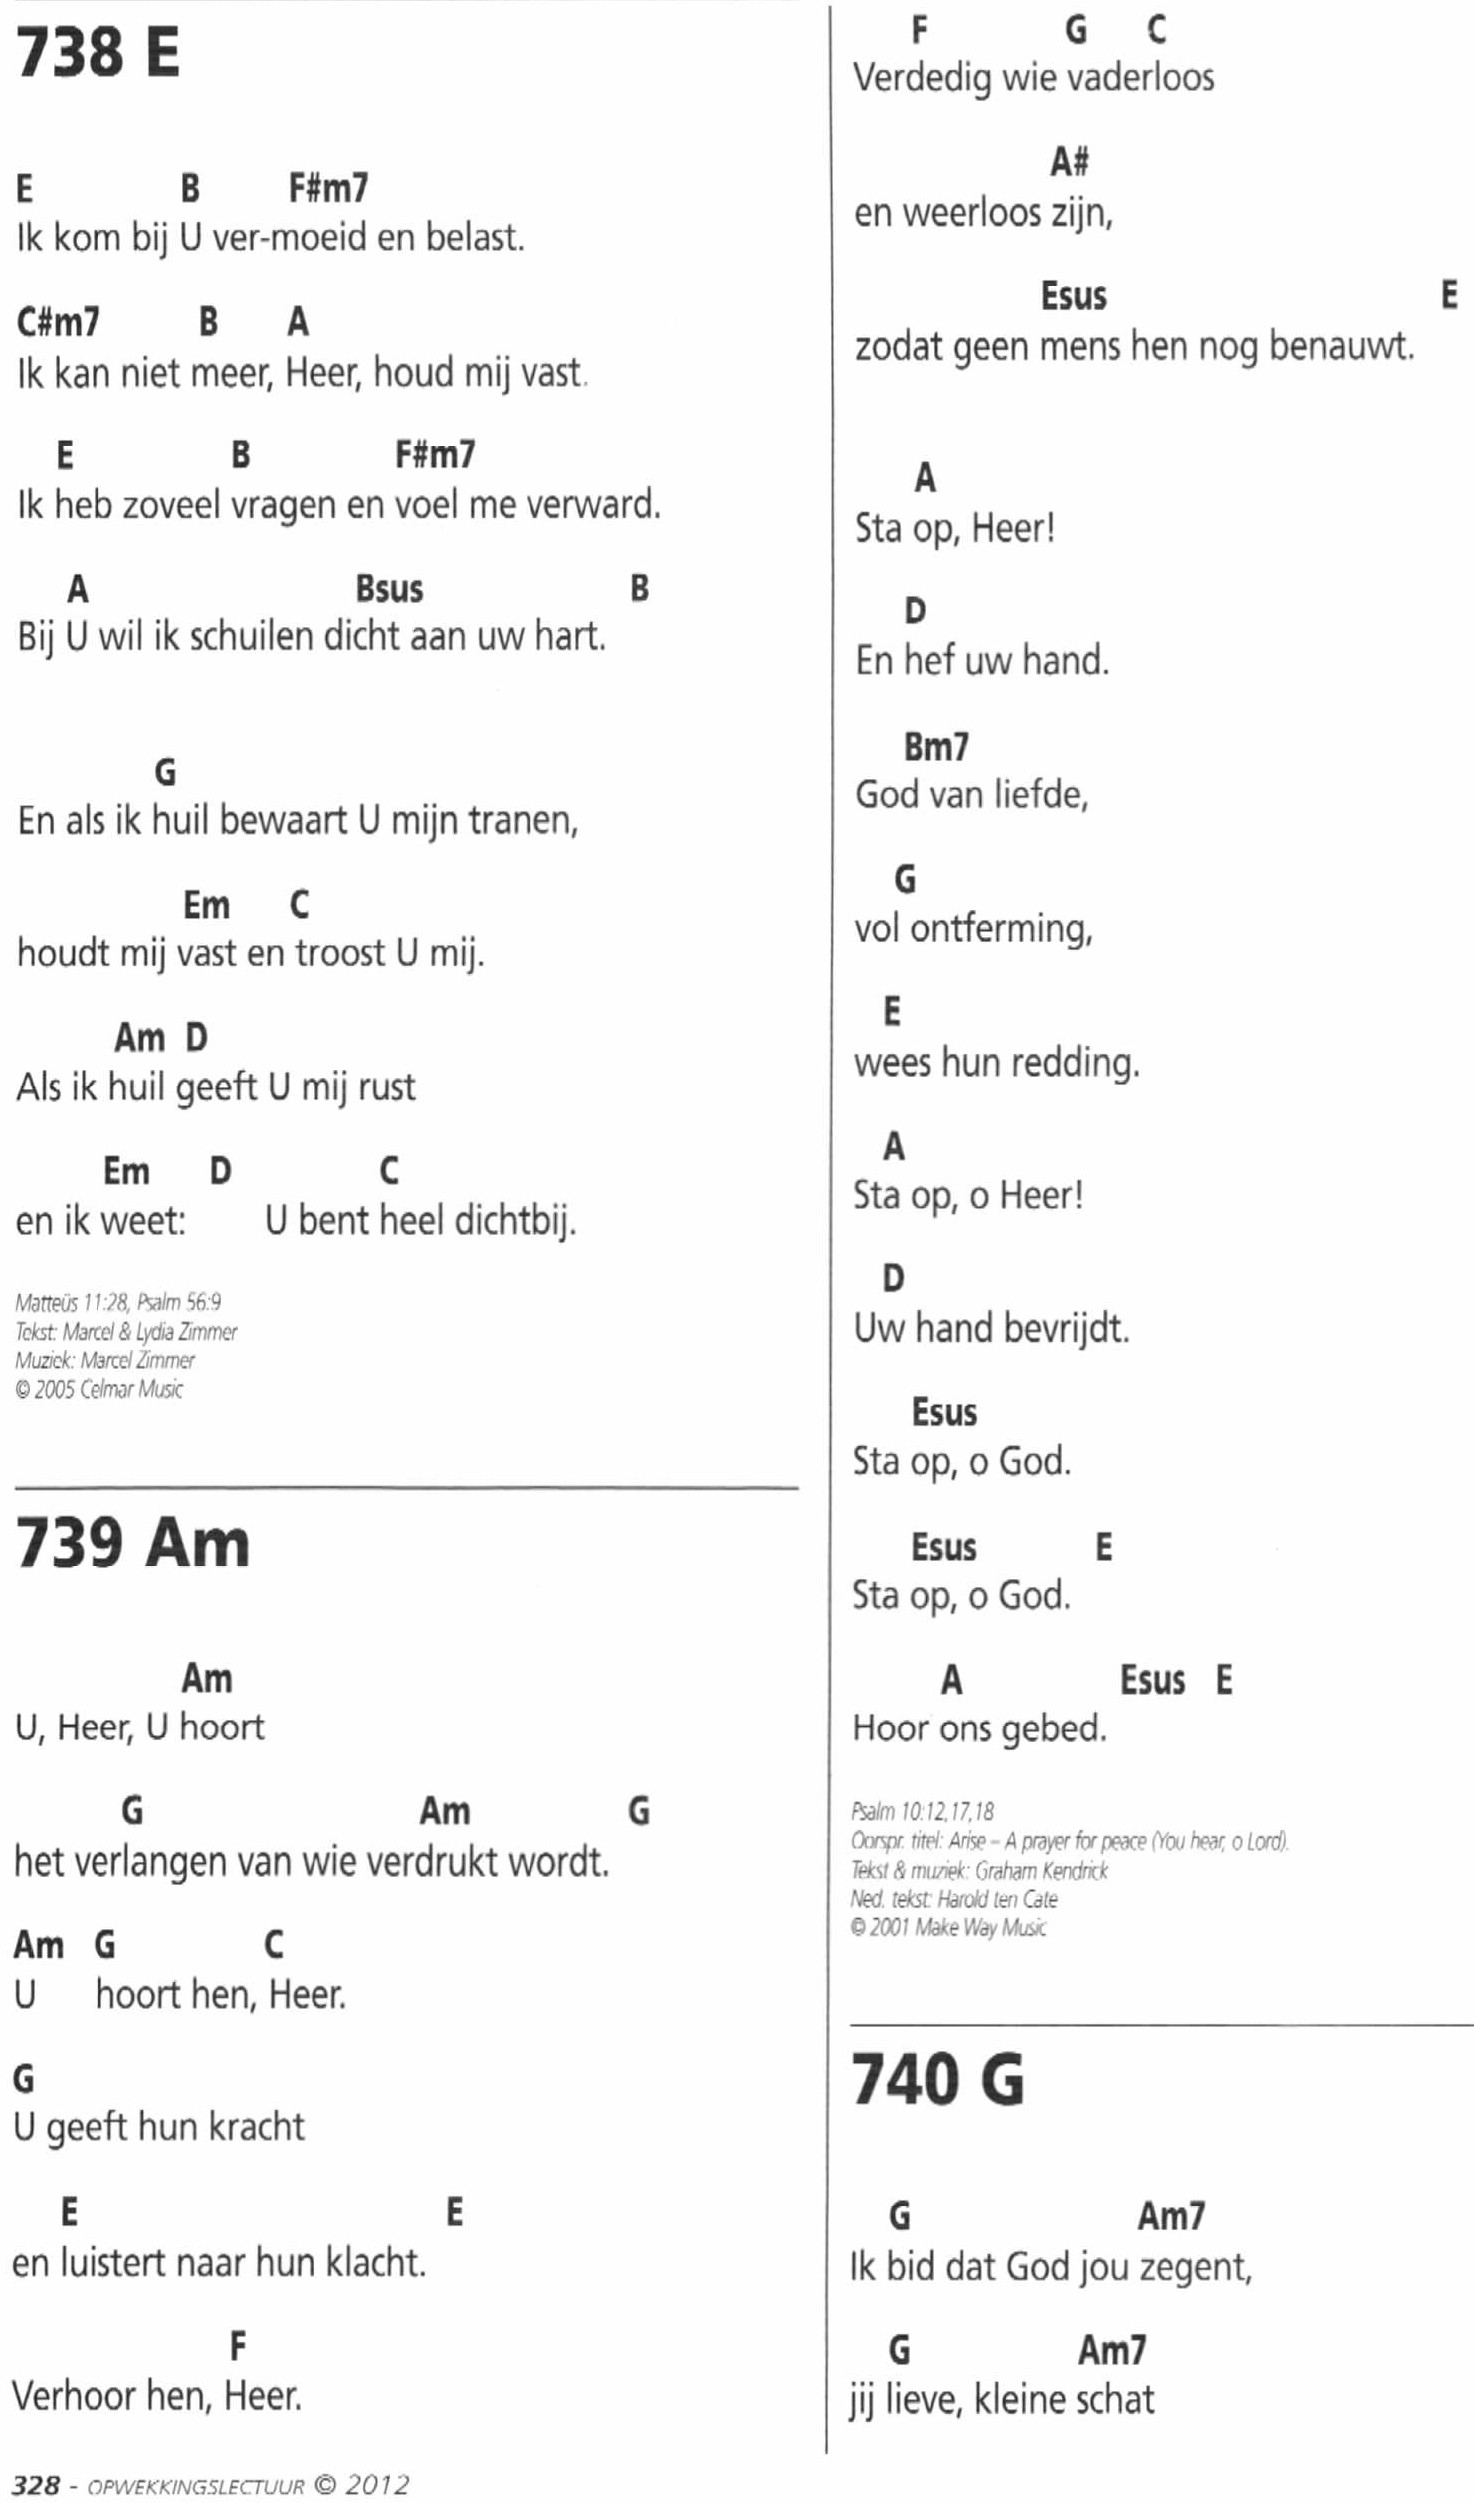 738 E
E B F#m7
Ik kom bij U ver-moeid en belast.
C#m7 B A
Ik kan niet meer, Heer, houd mij vast.
E B F#m7
Ik heb zoveel vragen en voel me verward.
A Bsus B
Bij U wil ik schuilen dicht aan uw hart.
G
En als ik huil bewaart U mijn tranen,
Em C
houdt mij vast en troost U mij.
Am D
Als ik huil geeft U mij rust
Em D C
en ik weet: U bent heel dichtbij.
Matteüs 11:28, Psalm 56:9
Tekst: Marcel & Lydia Zimmer
Muziek: Marcel Zimmer
© 2005 Celmar Music
739 Am
Am
U, Heer, U hoort
G Am G
het verlangen van wie verdrukt wordt.
Am G C
U hoort hen, Heer.
G
U geeft hun kracht
E E
en luistert naar hun klacht.
F
Verhoor hen, Heer.
F G C
Verdedig wie vaderloos
A#
en weerloos zijn,
Esus E
zodat geen mens hen nog benauwt.
A
Sta op, Heer!
D
En hef uw hand.
Bm7
God van liefde,
G
vol ontferming,
E
wees hun redding.
A
Sta op, o Heer!
D
Uw hand bevrijdt.
Esus
Sta op, o God.
Esus E
Sta op, o God.
A Esus E
Hoor ons gebed.
Psalm 10:12,17,18
Oorspr. titel: Arise – A prayer for peace (You hear, o Lord).
Tekst & muziek: Graham Kendrick
Ned. tekst: Harold ten Cate
© 2001 Make Way Music
740 G
G Am7
Ik bid dat God jou zegent,
G Am7
jij lieve, kleine schat
328 - OPWEKKINGSLECTUUR © 2012